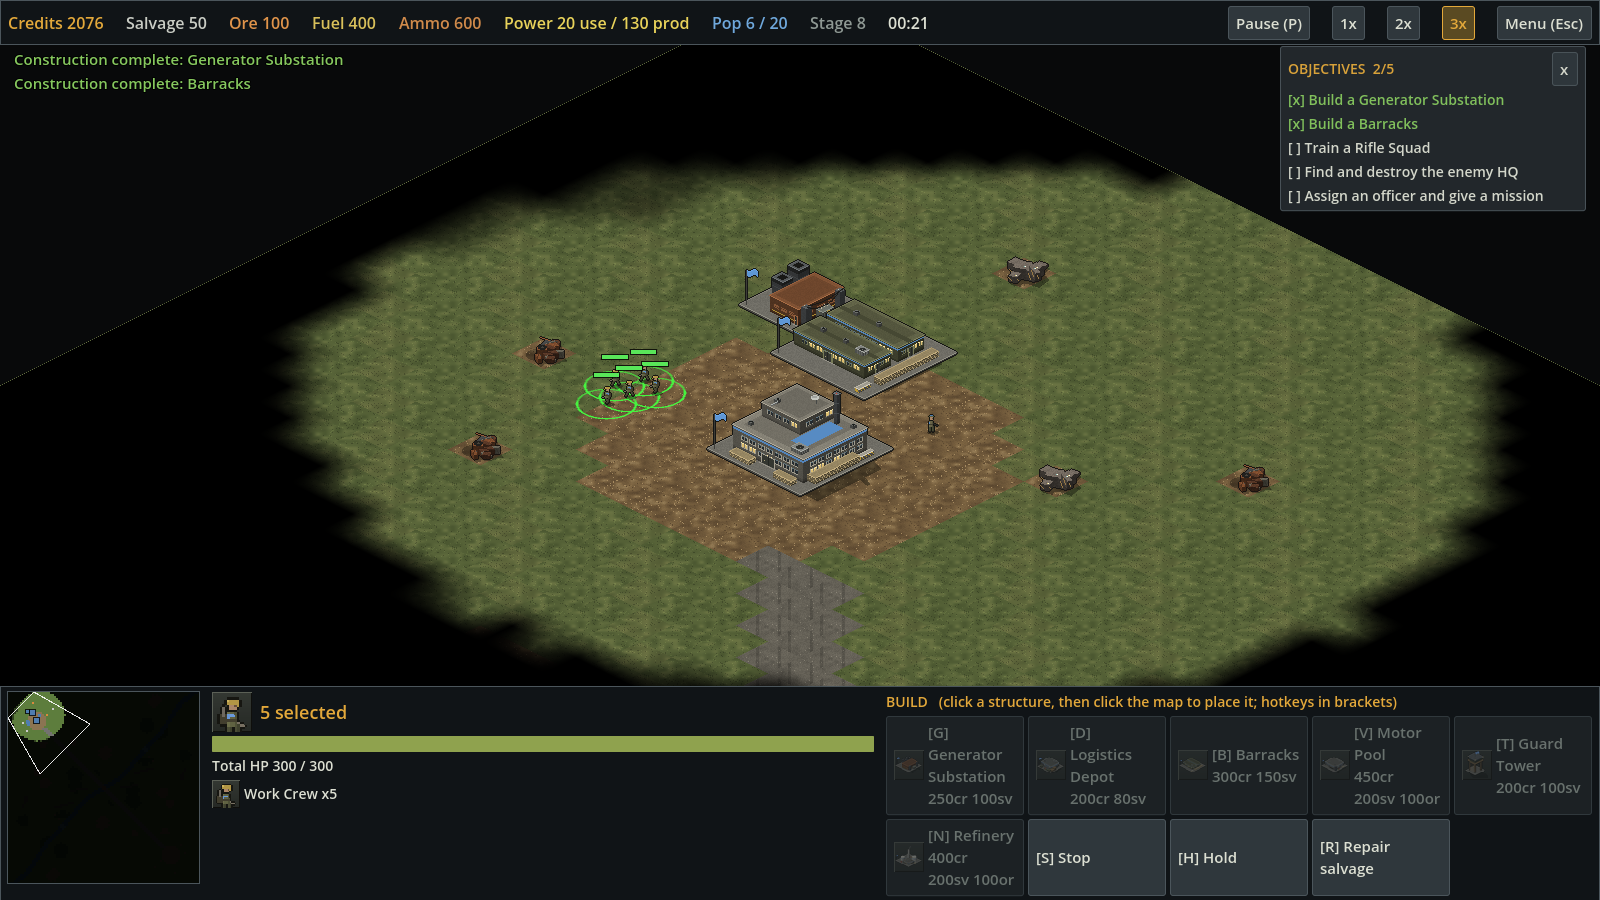 Credits 2076 Salvage 50 Ore 100 Fuel 400 Ammo 600 Power 20 use / 130 prod Pop 6 / 20 Stage 8 00:21 Pause (P) 1x 2x 3x Menu (Esc)
Construction complete: Generator Substation
Construction complete: Barracks
OBJECTIVES 2/5 x
[x] Build a Generator Substation
[x] Build a Barracks
[ ] Train a Rifle Squad
[ ] Find and destroy the enemy HQ
[ ] Assign an officer and give a mission
5 selected
Total HP 300 / 300
Work Crew x5
BUILD (click a structure, then click the map to place it; hotkeys in brackets)
[G]
Generator
Substation
250cr 100sv
[D]
Logistics
Depot
200cr 80sv
[B] Barracks
300cr 150sv
[V] Motor
Pool
450cr
200sv 100or
[T] Guard
Tower
200cr 100sv
[N] Refinery
400cr
200sv 100or
[S] Stop
[H] Hold
[R] Repair
salvage